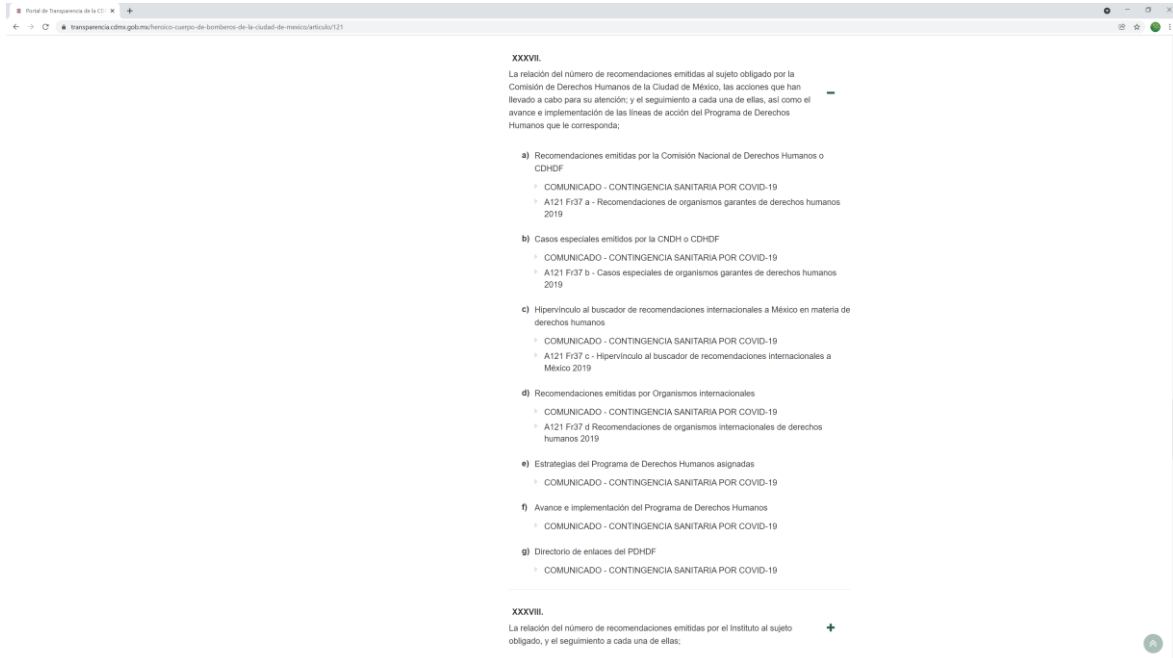 Portal de Transparencia de la CD
transparencia.cdmx.gob.mx/heroico-cuerpo-de-bomberos-de-la-ciudad-de-mexico/articulo/121
XXXVII.
La relación del número de recomendaciones emitidas al sujeto obligado por la
Comisión de Derechos Humanos de la Ciudad de México, las acciones que han
llevado a cabo para su atención; y el seguimiento a cada una de ellas, así como el
avance e implementación de las líneas de acción del Programa de Derechos
Humanos que le corresponda;
a) Recomendaciones emitidas por la Comisión Nacional de Derechos Humanos o
CDHDF
COMUNICADO - CONTINGENCIA SANITARIA POR COVID-19
A121 Fr37 a - Recomendaciones de organismos garantes de derechos humanos
2019
b) Casos especiales emitidos por la CNDH o CDHDF
COMUNICADO - CONTINGENCIA SANITARIA POR COVID-19
A121 Fr37 b - Casos especiales de organismos garantes de derechos humanos
2019
c) Hipervínculo al buscador de recomendaciones internacionales a México en materia de
derechos humanos
COMUNICADO - CONTINGENCIA SANITARIA POR COVID-19
A121 Fr37 c - Hipervínculo al buscador de recomendaciones internacionales a
México 2019
d) Recomendaciones emitidas por Organismos internacionales
COMUNICADO - CONTINGENCIA SANITARIA POR COVID-19
A121 Fr37 d Recomendaciones de organismos internacionales de derechos
humanos 2019
e) Estrategias del Programa de Derechos Humanos asignadas
COMUNICADO - CONTINGENCIA SANITARIA POR COVID-19
f) Avance e implementación del Programa de Derechos Humanos
COMUNICADO - CONTINGENCIA SANITARIA POR COVID-19
g) Directorio de enlaces del PDHDF
COMUNICADO - CONTINGENCIA SANITARIA POR COVID-19
XXXVIII.
La relación del número de recomendaciones emitidas por el Instituto al sujeto
obligado, y el seguimiento a cada una de ellas;